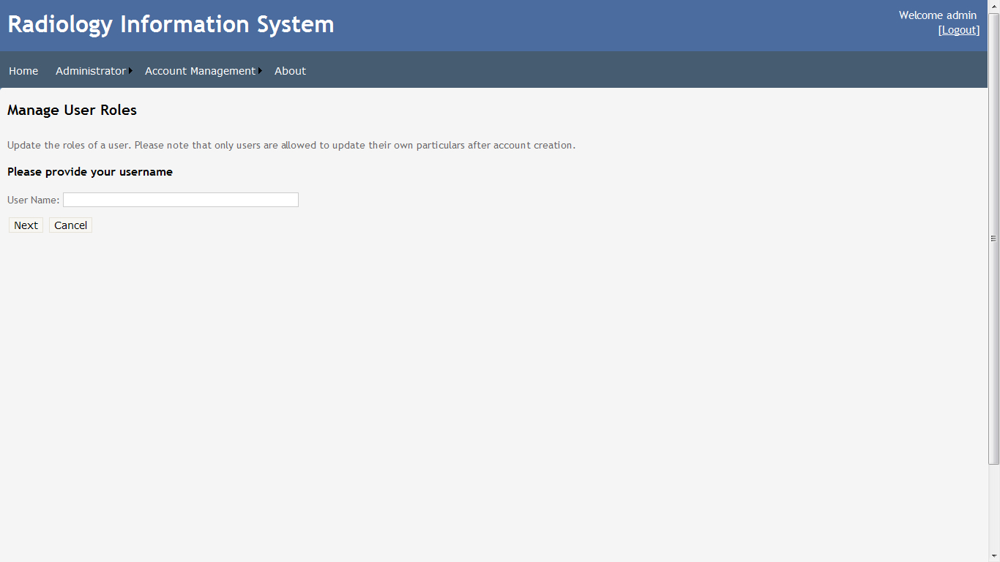 Radiology Information System
Welcome admin
[Logout]
Home Administrator Account Management About
Manage User Roles
Update the roles of a user. Please note that only users are allowed to update their own particulars after account creation.
Please provide your username
User Name:
Next Cancel